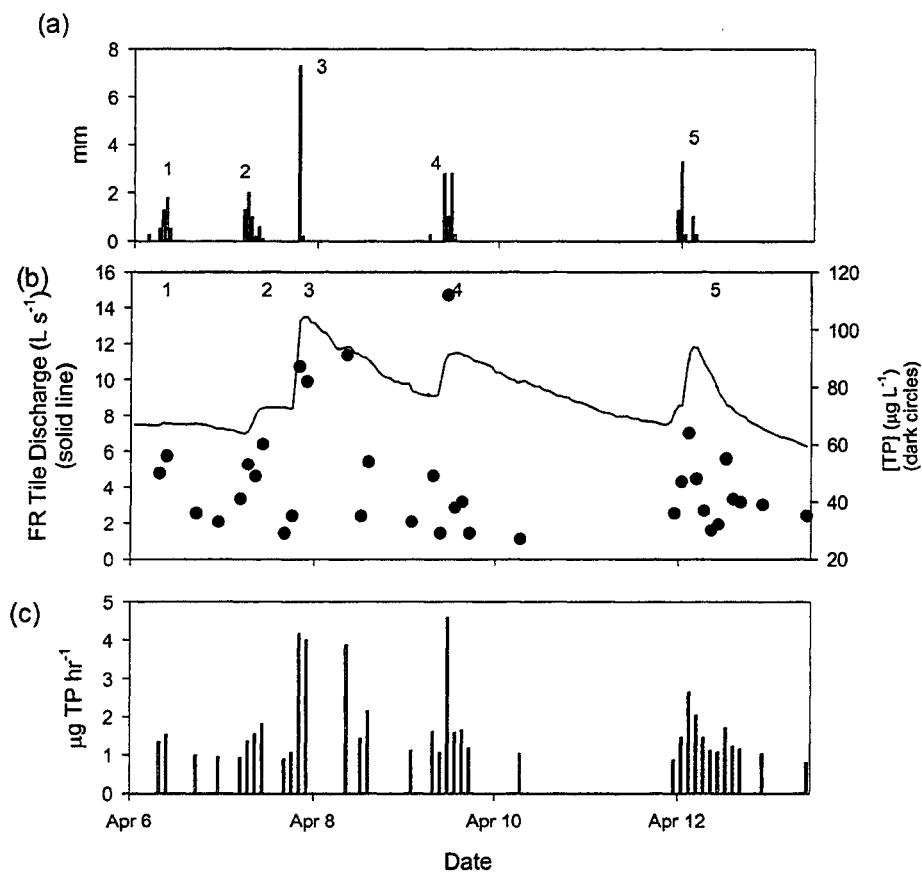 (a)
8
6
4
2
0
mm
1
2
3
4
5
(b)
16
14
12
10
8
6
4
2
0
FR Tile Discharge (L s⁻¹)
(solid line)
1
2
3
4
5
120
100
80
60
40
20
[TP} (µg L⁻¹)
(dark circles)
(c)
5
4
3
2
1
0
µg TP hr⁻¹
Apr 6
Apr 8
Apr 10
Apr 12
Date